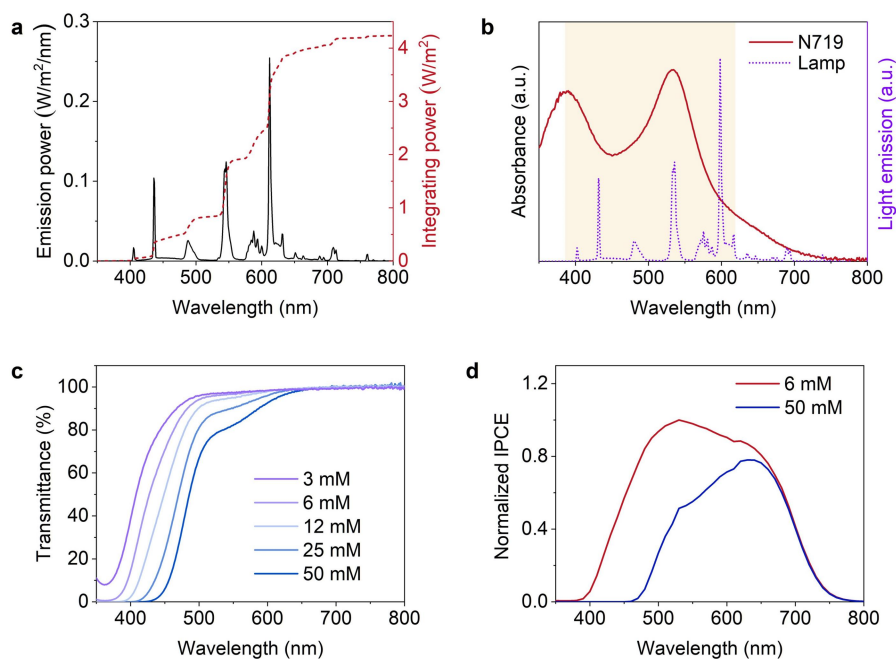 a
0.3
0.2
0.1
0.0
Emission power (W/m²/nm)
4
3
2
1
0
Integrating power (W/m²)
400 500 600 700 800
Wavelength (nm)
b
N719
Lamp
Absorbance (a.u.)
Light emission (a.u.)
400 500 600 700 800
Wavelength (nm)
c
100
80
60
40
20
0
Transmittance (%)
3 mM
6 mM
12 mM
25 mM
50 mM
400 500 600 700 800
Wavelength (nm)
d
6 mM
50 mM
1.2
0.8
0.4
0.0
Normalized IPCE
400 500 600 700 800
Wavelength (nm)